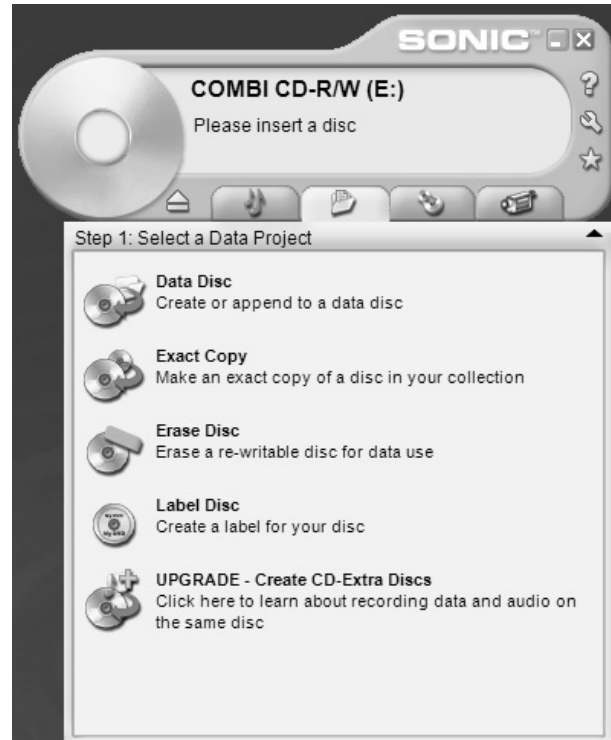 SONIC™
COMBI CD-R/W (E:)
Please insert a disc
Step 1: Select a Data Project
Data Disc
Create or append to a data disc
Exact Copy
Make an exact copy of a disc in your collection
Erase Disc
Erase a re-writable disc for data use
Label Disc
Create a label for your disc
UPGRADE - Create CD-Extra Discs
Click here to learn about recording data and audio on
the same disc